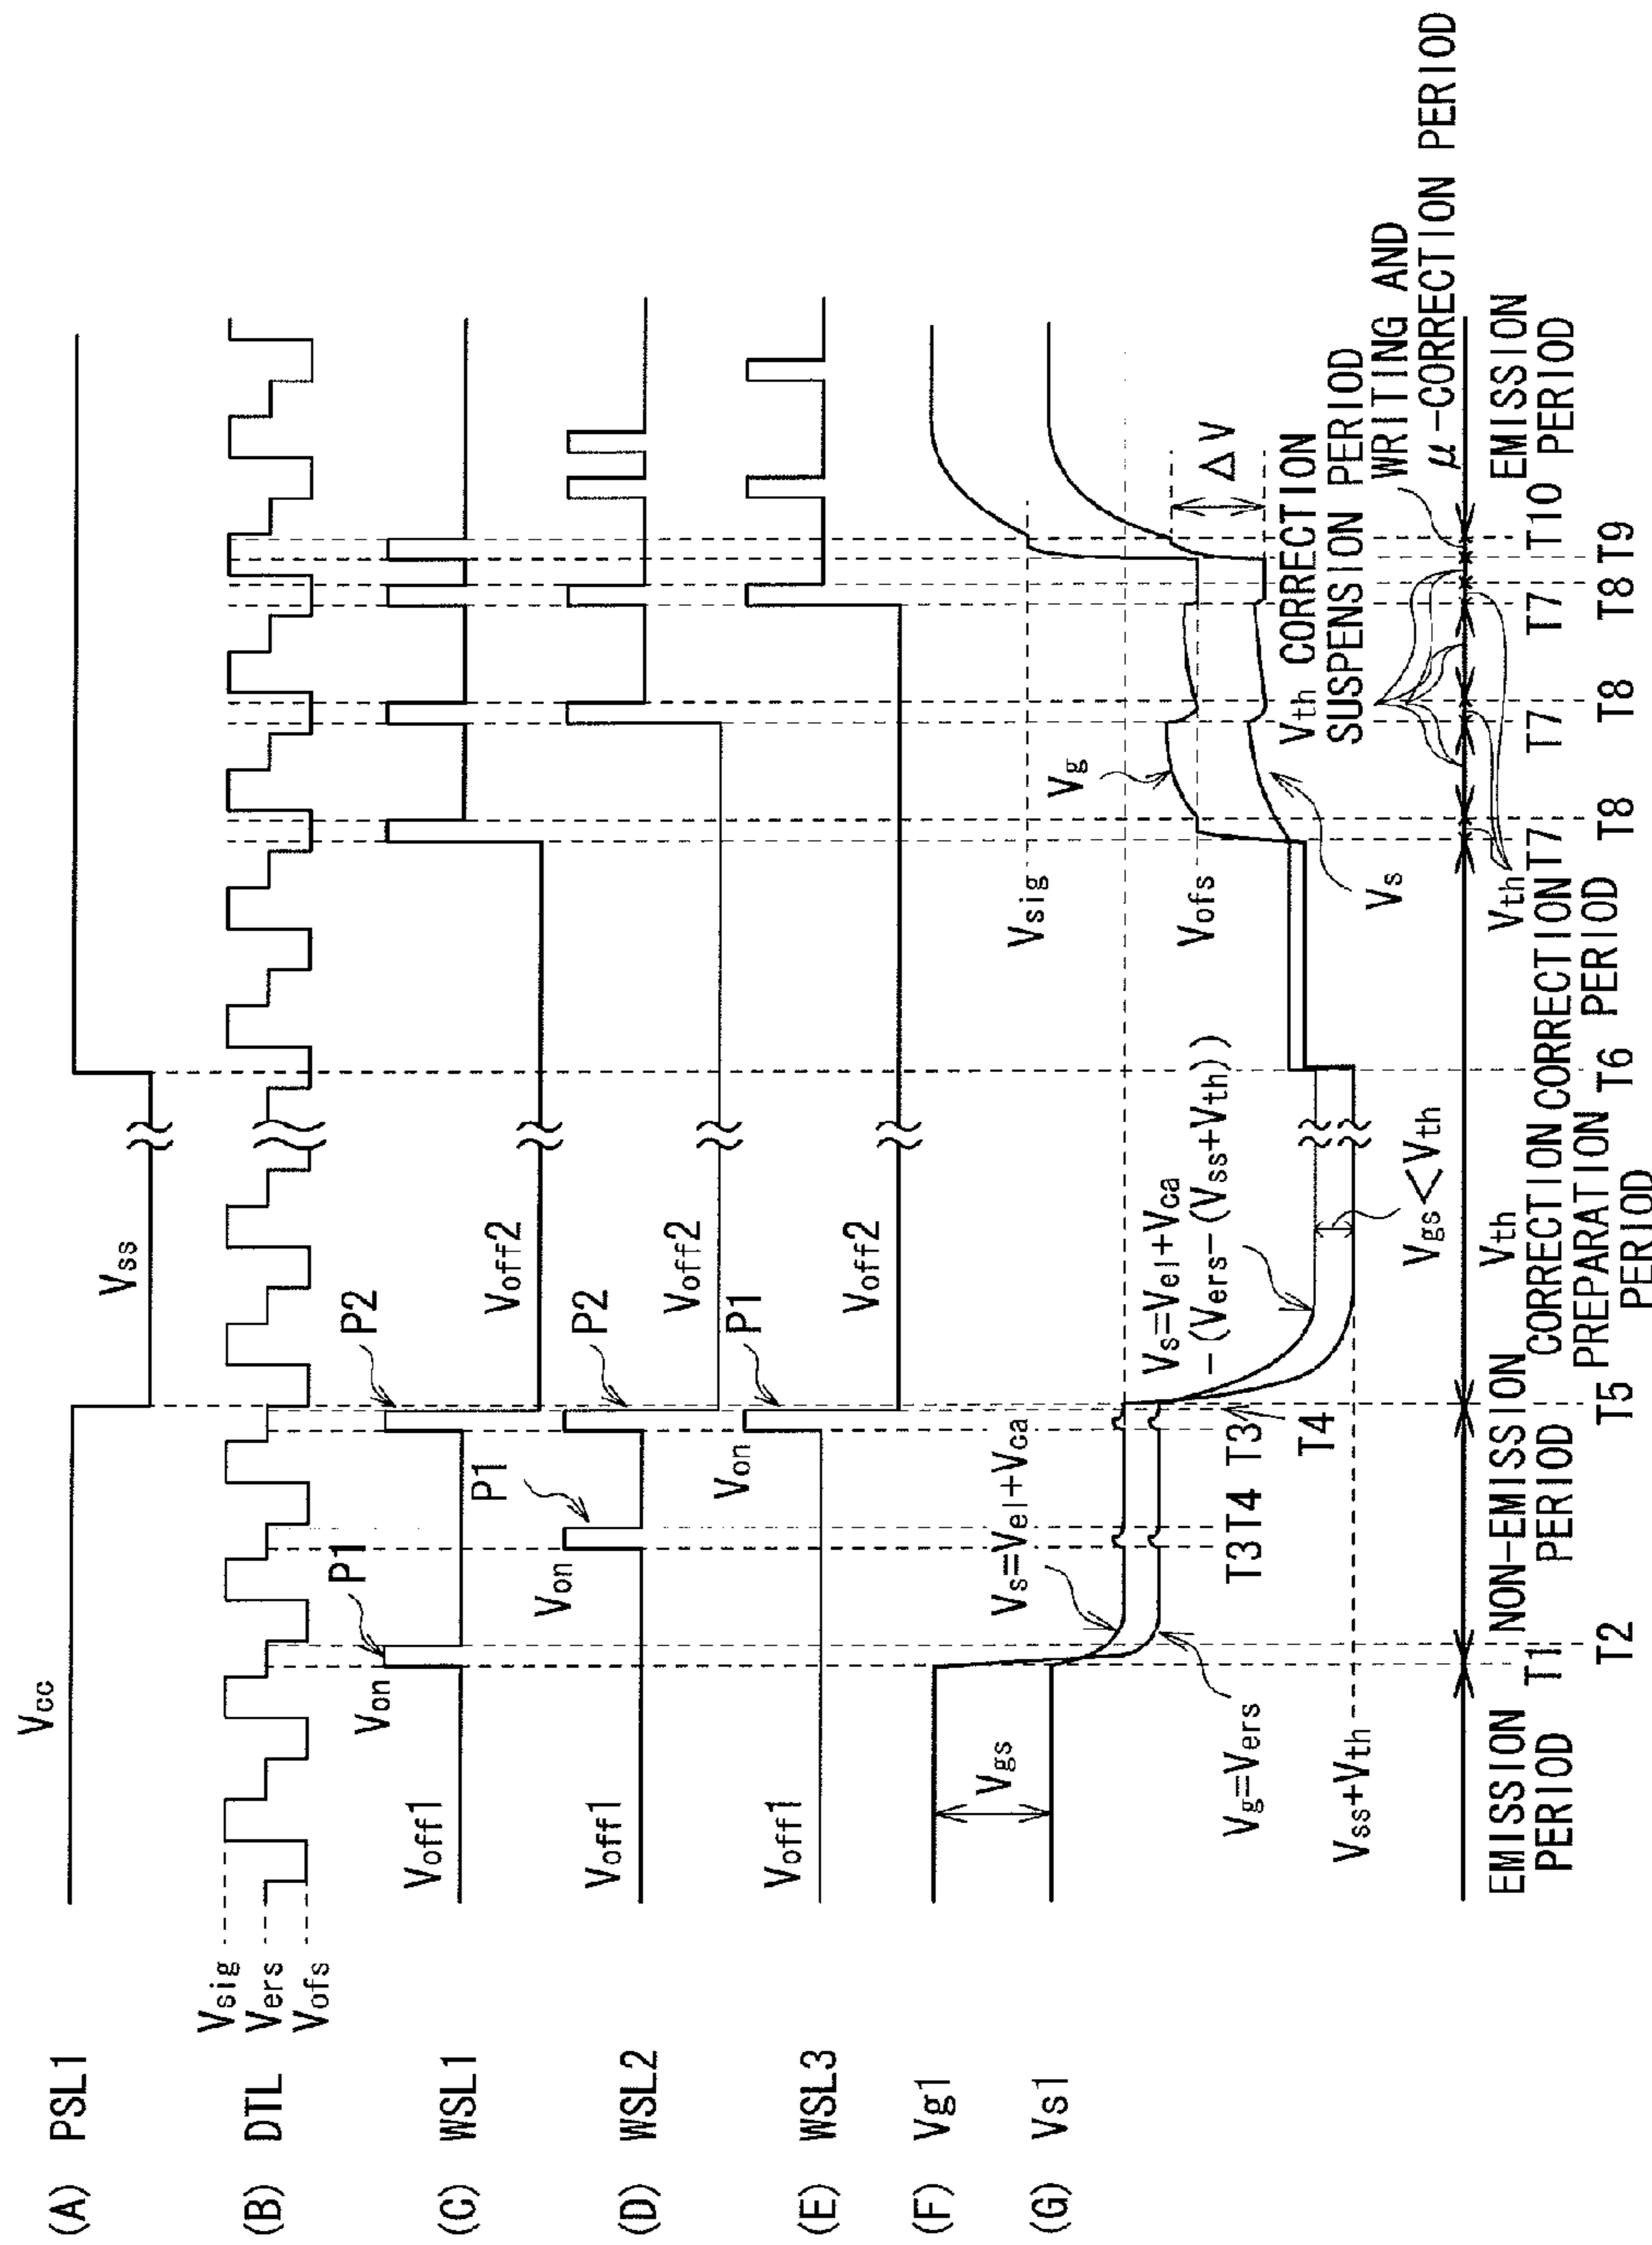 (A) PSL1
Vcc
Vss
(B) DTL
Vsig
Vers
Vofs
(C) WSL1
Voff1
Von
P1
P2
Voff2
(D) WSL2
Voff1
Von
P1
P2
Voff2
(E) WSL3
Voff1
Von
P1
Voff2
(F) Vg1
(G) Vs1
Vgs
Vs=Vel+Vca
Vg=Vers
Vss+Vth
T3 T4 T3
T4
Vs=Vel+Vca
-(Vers-(Vss+Vth))
Vgs<Vth
Vsig
Vofs
Vg
Vs
ΔV
Vth CORRECTION
SUSPENSION PERIOD
WRITING AND
μ-CORRECTION PERIOD
EMISSION
PERIOD
T1
T2
NON-EMISSION
PERIOD
T5
Vth
CORRECTION
PREPARATION
PERIOD
T6
Vth
CORRECTION
PERIOD
T7 T7 T7 T10
T8 T8 T8 T9
EMISSION
PERIOD